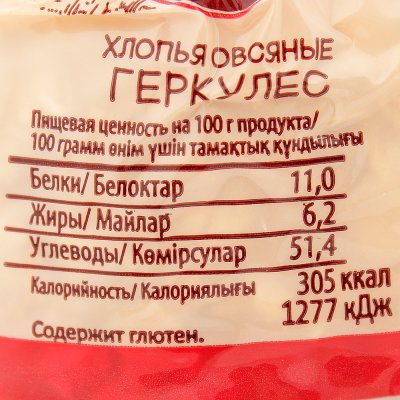 ХЛОПЬЯ ОВСЯНЫЕ
ГЕРКУЛЕС
Пищевая ценность на 100 г продукта/
100 грамм өнім үшін тамақтық құндылығы
Белки/ Белоктар 11,0
Жиры/ Майлар 6,2
Углеводы/ Көмірсулар 51,4
Калорийность/ Калориялығы 305 ккал
1277 кДж
Содержит глютен.